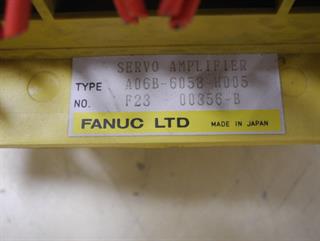 SERVO AMPLIFIER
TYPE A06B-6058-H005
NO. F23 00356-B
FANUC LTD MADE IN JAPAN